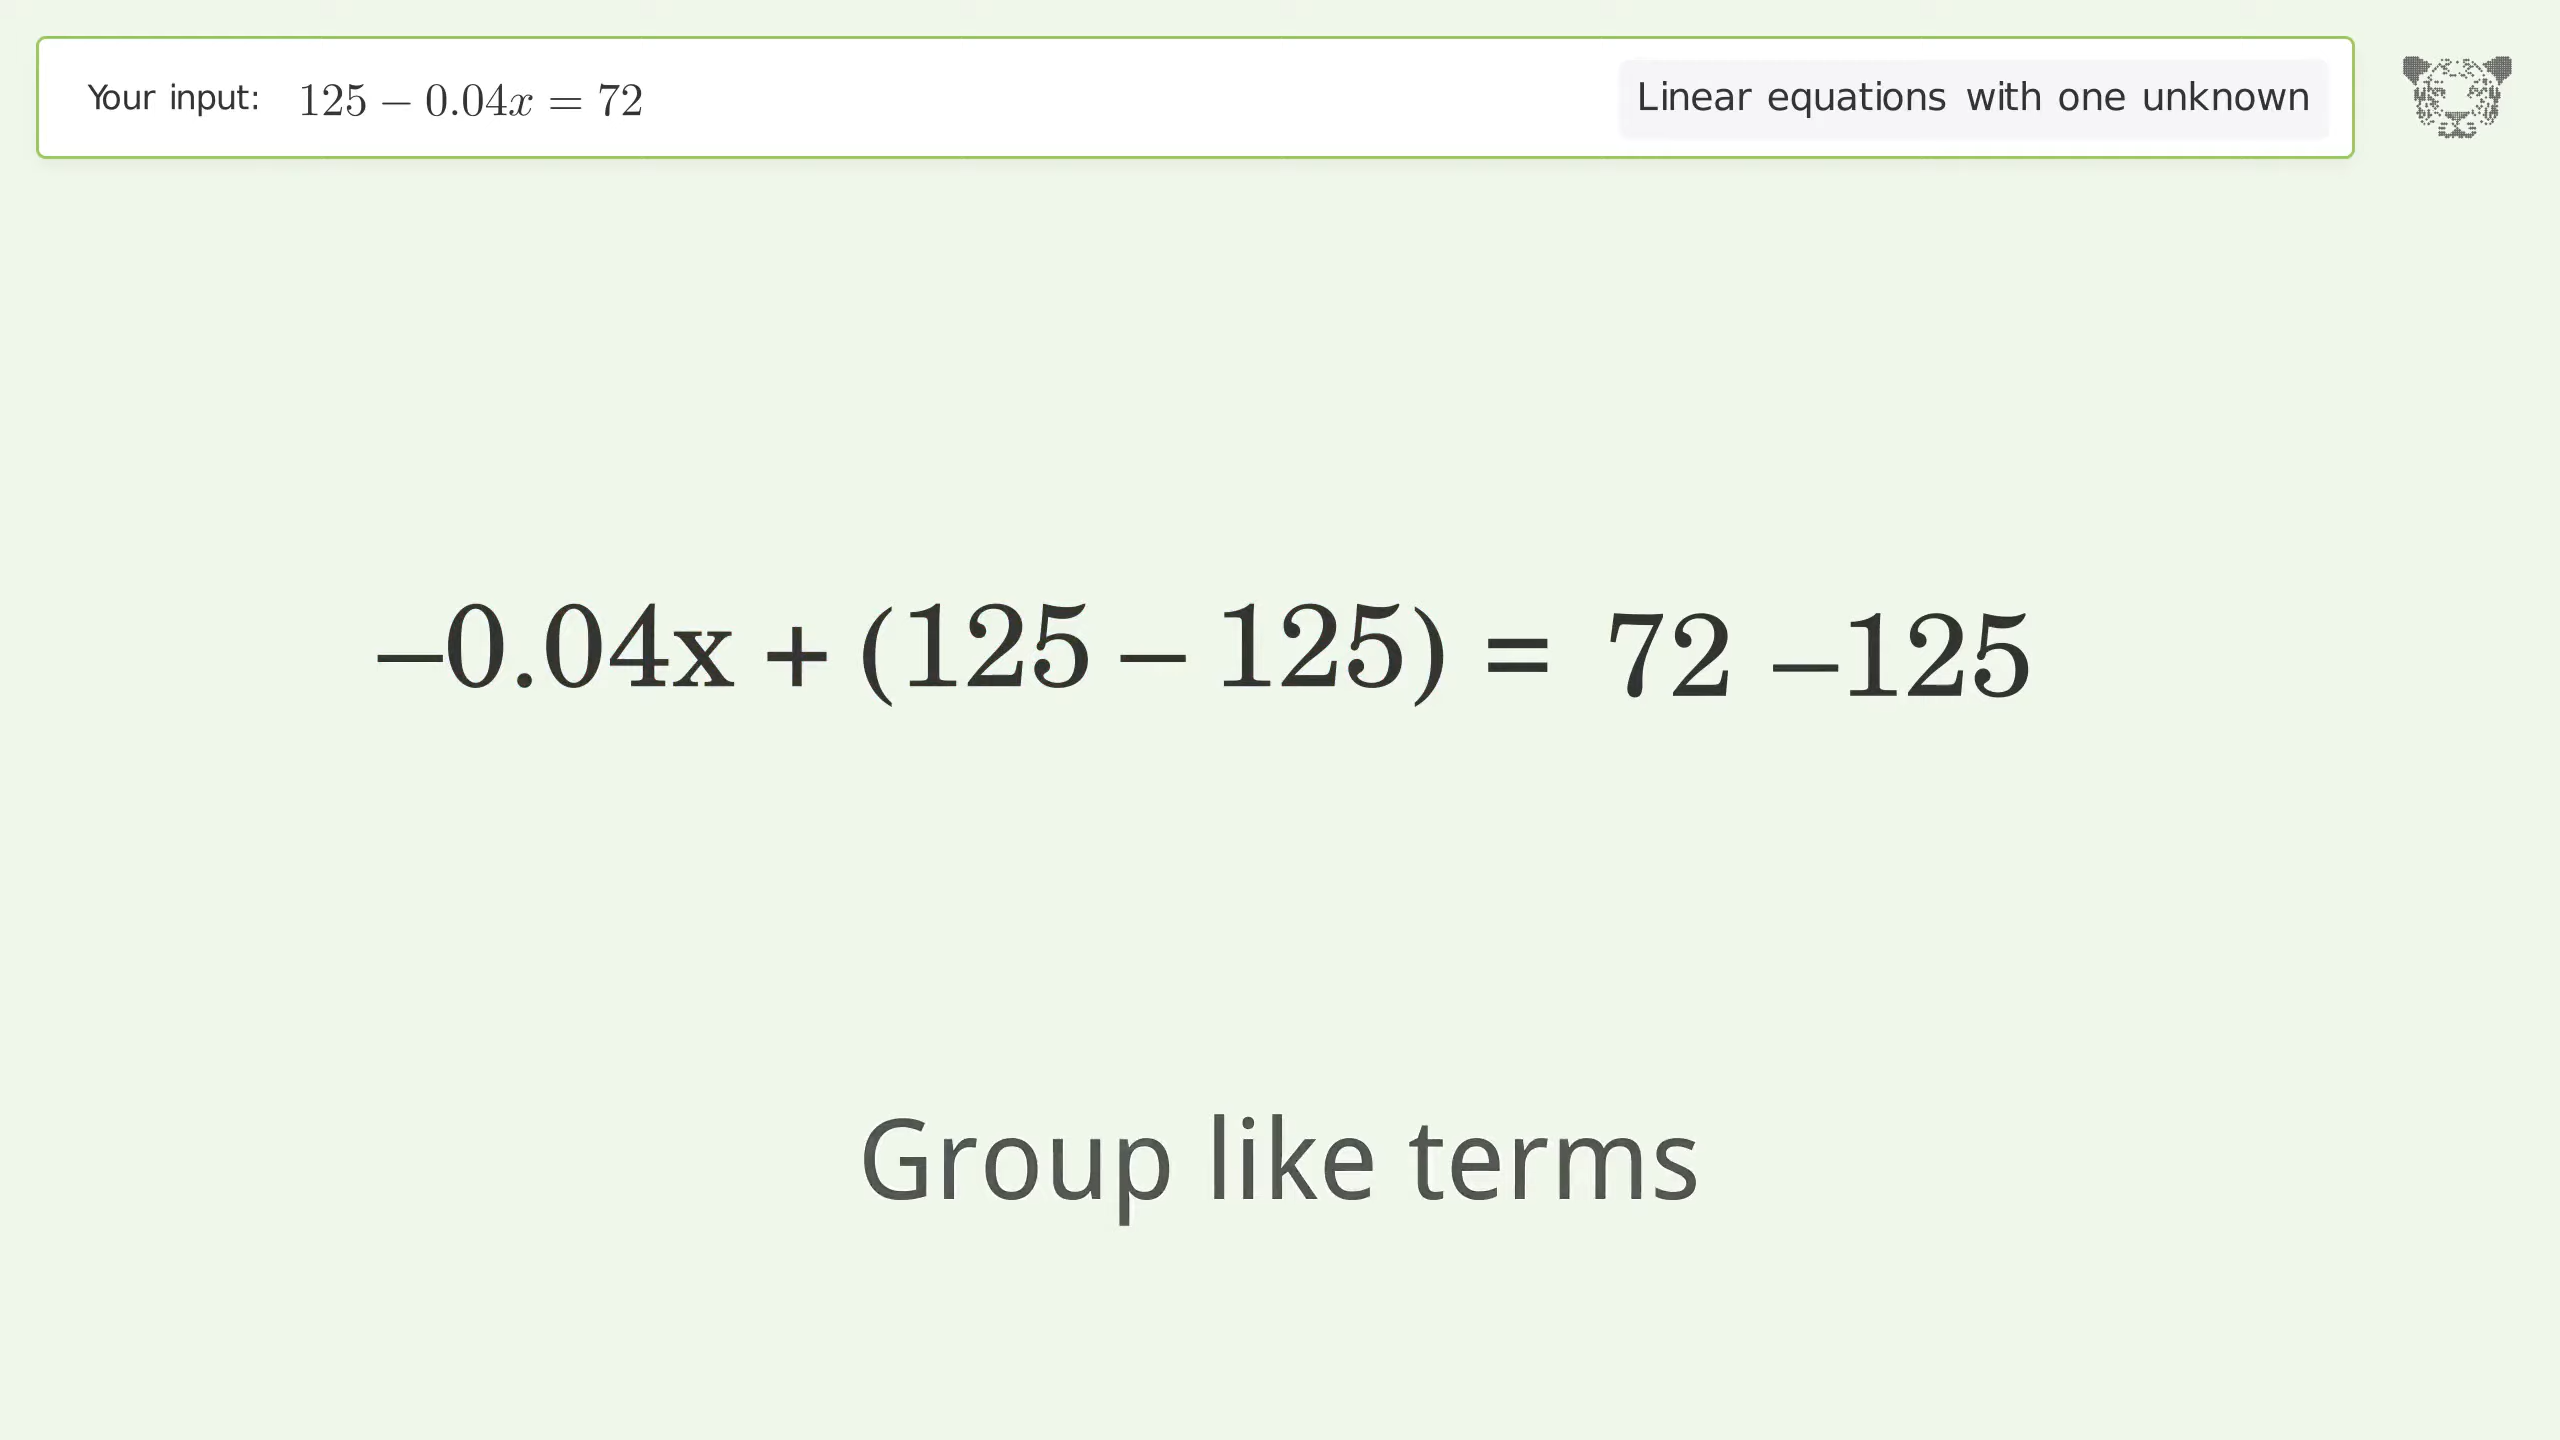 Your input: 125 − 0.04x = 72
Linear equations with one unknown
−0.04x + (125 − 125) = 72 −125
Group like terms